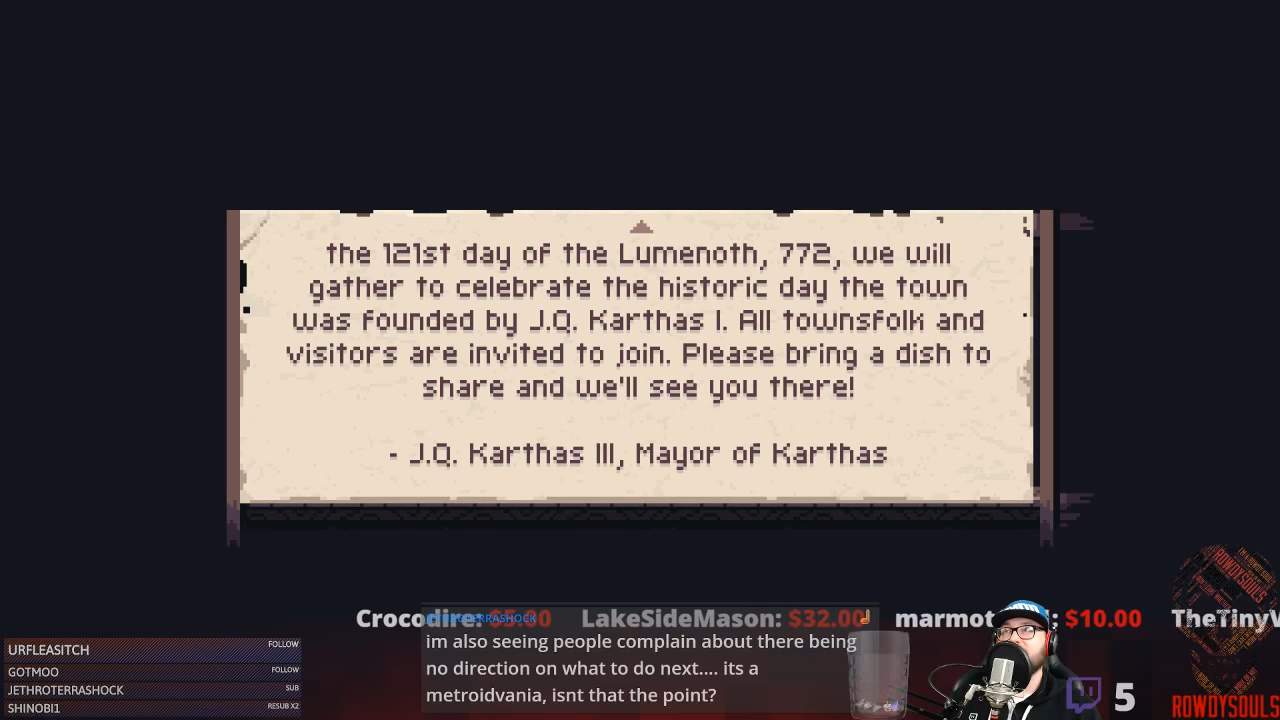 the 121st day of the Lumenoth, 772, we will
gather to celebrate the historic day the town
was founded by J.Q. Karthas I. All townsfolk and
visitors are invited to join. Please bring a dish to
share and we'll see you there!
- J.Q. Karthas III, Mayor of Karthas
Crocodire: $5.00 LakeSideMason: $32.00 $10.00
im also seeing people complain about there being
no direction on what to do next.... its a
metroidvania, isnt that the point?
URFLEASITCH FOLLOW
GOTMOO FOLLOW
JETHROTERRASHOCK SUB
SHINOBI1 RESUB X2
5
ROWDYSOULS